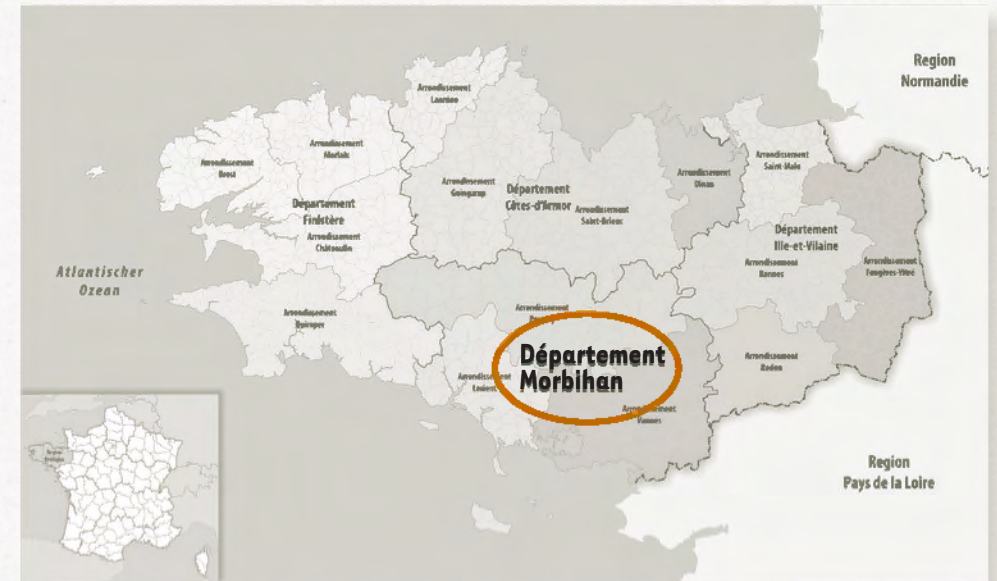 Region
Normandie
Arrondissement
Lannion
Arrondissement
Morlaix
Arrondissement
Brest
Arrondissement
Saint-Malo
Arrondissement
Dinan
Arrondissement
Guingamp
Département
Côtes-d'Armor
Département
Finistère
Arrondissement
Saint-Brieuc
Département
Ille-et-Vilaine
Arrondissement
Châteaulin
Arrondissement
Rennes
Arrondissement
Fougères-Vitré
Atlantischer
Ozean
Arrondissement
Quimper
Arrondissement
Département
Morbihan
Arrondissement
Redon
Arrondissement
Lorient
Arrondissement
Vannes
Region
Pays de la Loire